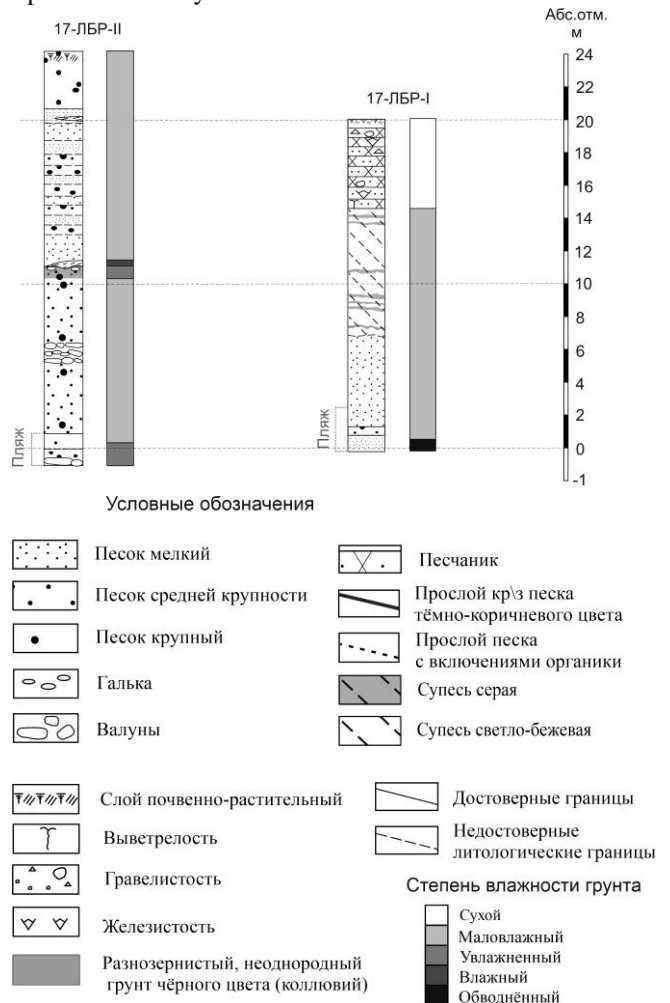 Абс.отм.
м
17-ЛБР-II
17-ЛБР-I
24
22
20
18
16
14
12
10
8
6
4
2
0
-1
Пляж
Пляж
Условные обозначения
Песок мелкий
Песок средней крупности
Песок крупный
Галька
Валуны
Песчаник
Прослой кр\з песка
тёмно-коричневого цвета
Прослой песка
с включениями органики
Супесь серая
Супесь светло-бежевая
Слой почвенно-растительный
Выветрелость
Гравелистость
Железистость
Разнозернистый, неоднородный
грунт чёрного цвета (коллювий)
Достоверные границы
Недостоверные
литологические границы
Степень влажности грунта
Сухой
Маловлажный
Увлажненный
Влажный
Обводнённый